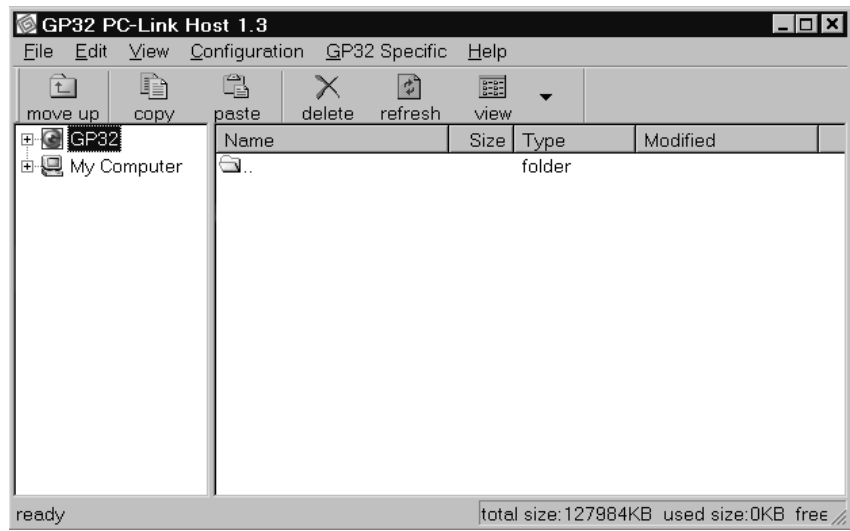 GP32 PC-Link Host 1.3
File Edit View Configuration GP32 Specific Help
move up copy paste delete refresh view
GP32
My Computer
Name Size Type Modified
.. folder
ready
total size:127984KB used size:0KB free